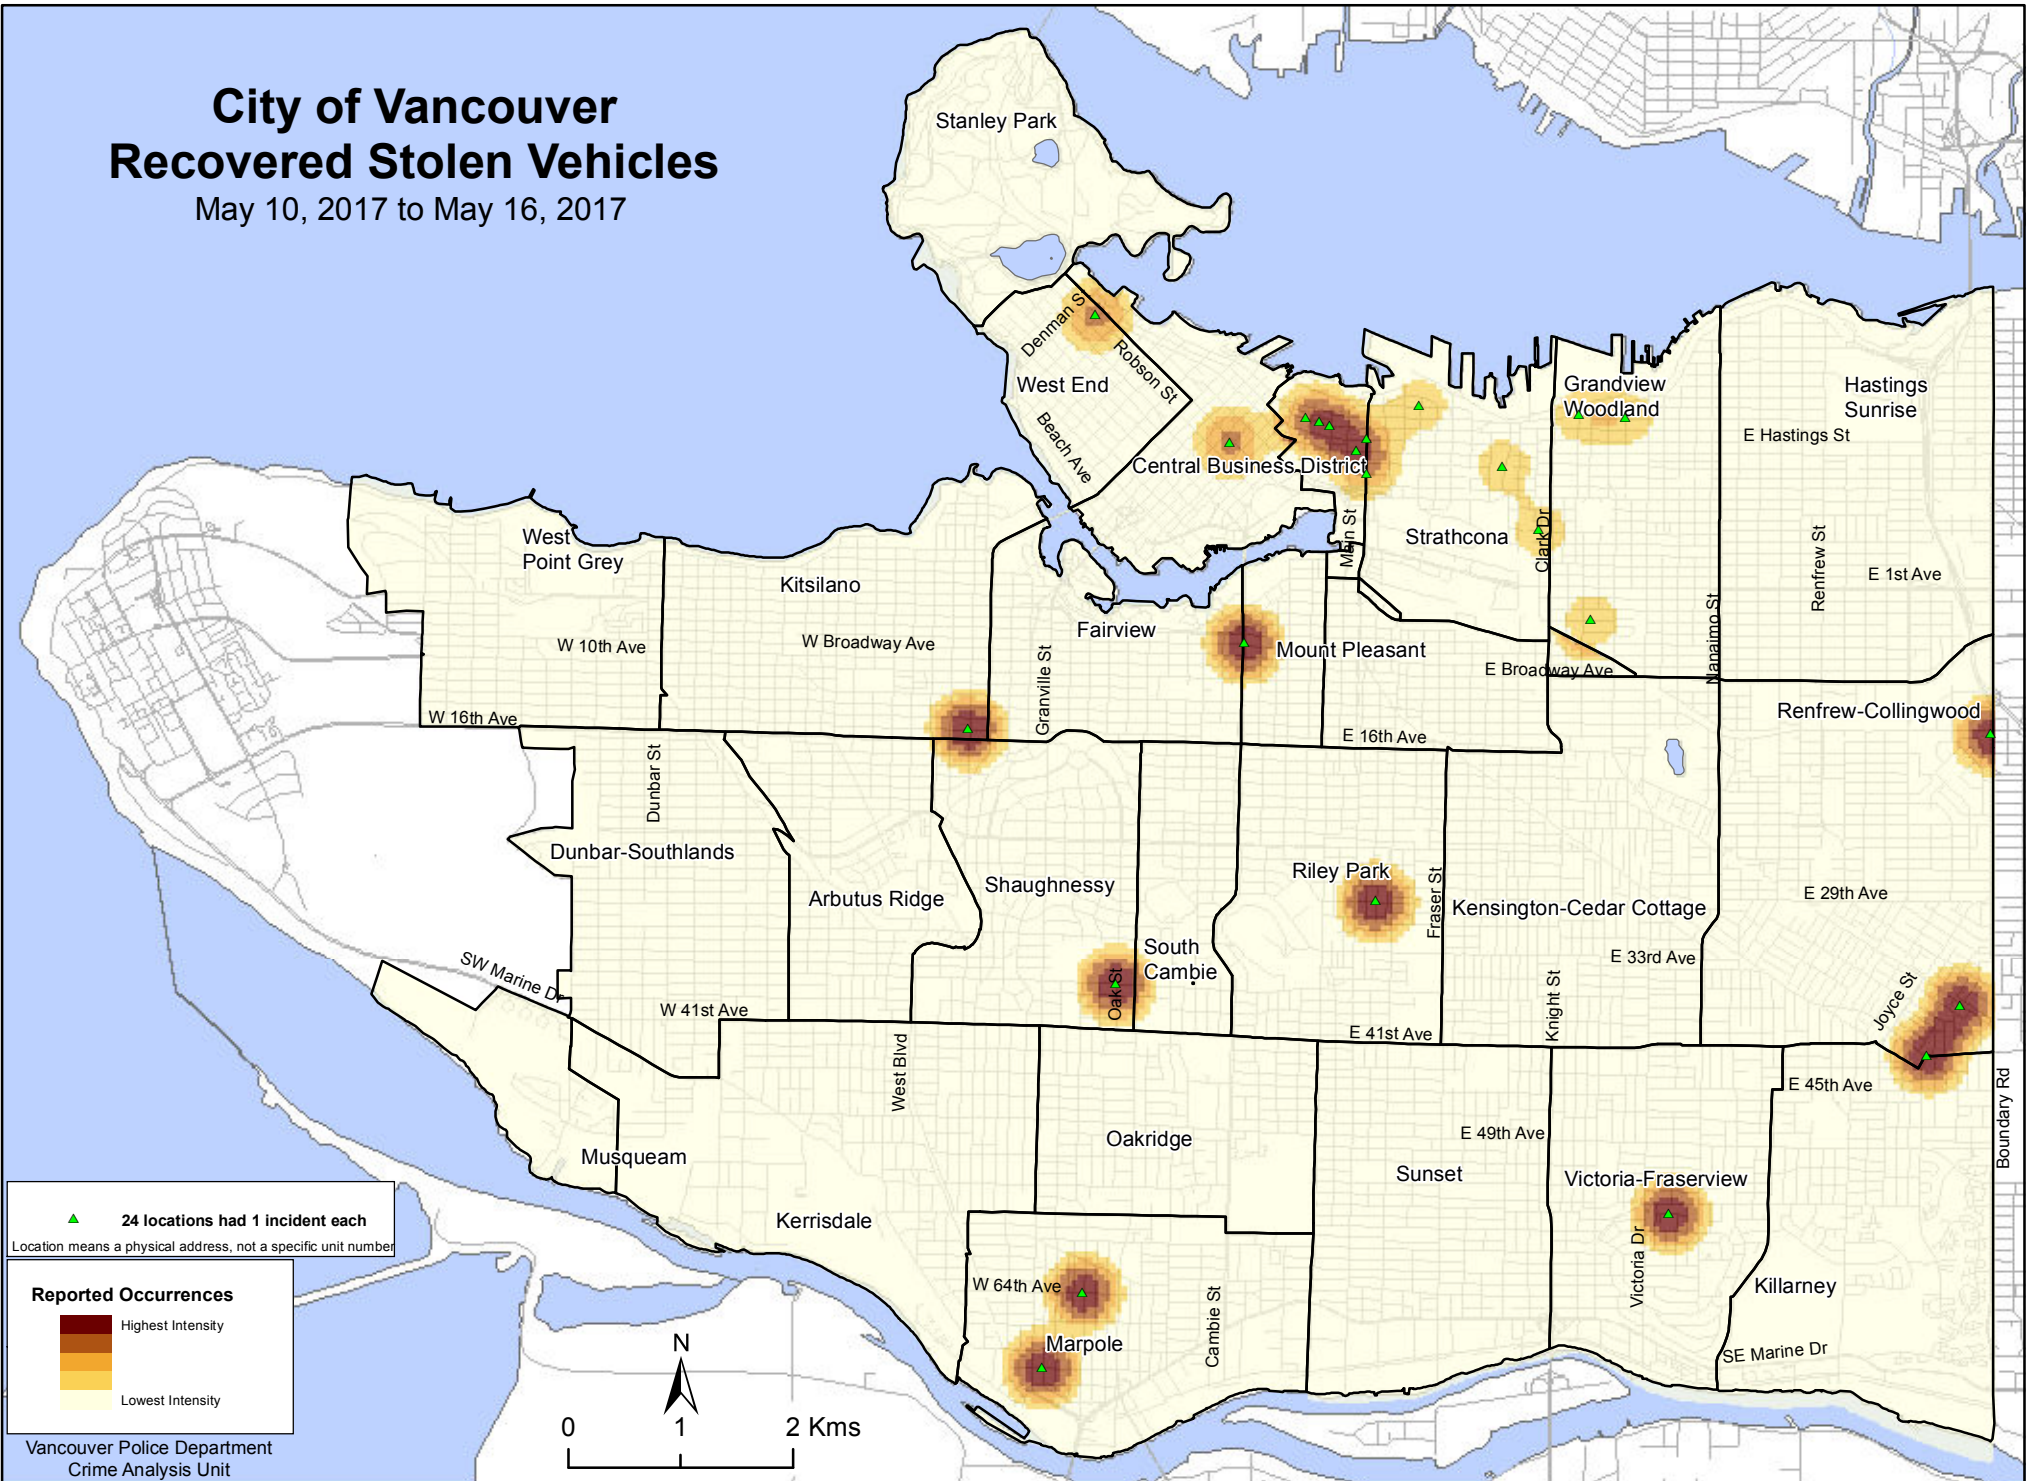 City of Vancouver
Recovered Stolen Vehicles
May 10, 2017 to May 16, 2017
Stanley Park
Denman S
Robson St
West End
Beach Ave
Central Business District
Grandview
Woodland
Hastings
Sunrise
E Hastings St
Main St
Strathcona
Clark Dr
Renfrew St
E 1st Ave
Nanaimo St
West
Point Grey
Kitsilano
Fairview
W 10th Ave
W Broadway Ave
Granville St
Mount Pleasant
E Broadway Ave
W 16th Ave
E 16th Ave
Renfrew-Collingwood
Dunbar St
Dunbar-Southlands
Arbutus Ridge
Shaughnessy
Riley Park
Fraser St
Kensington-Cedar Cottage
E 29th Ave
South
Cambie
Oak St
E 33rd Ave
Knight St
Joyce St
SW Marine Dr
W 41st Ave
E 41st Ave
West Blvd
E 45th Ave
Boundary Rd
Musqueam
Oakridge
E 49th Ave
Sunset
Victoria-Fraserview
Kerrisdale
Victoria Dr
Killarney
W 64th Ave
Marpole
Cambie St
SE Marine Dr
24 locations had 1 incident each
Location means a physical address, not a specific unit number
Reported Occurrences
Highest Intensity
Lowest Intensity
N
0 1 2 Kms
Vancouver Police Department
Crime Analysis Unit